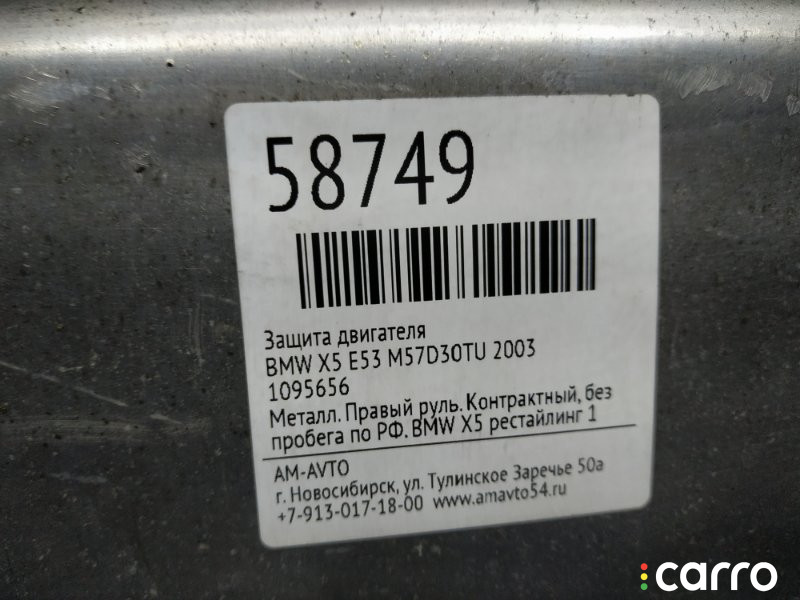 58749
Защита двигателя
BMW X5 E53 M57D30TU 2003
1095656
Металл. Правый руль. Контрактный, без
пробега по РФ. BMW X5 рестайлинг 1
AM-AVTO
г. Новосибирск, ул. Тулинское Заречье 50а
+7-913-017-18-00 www.amavto54.ru
carro